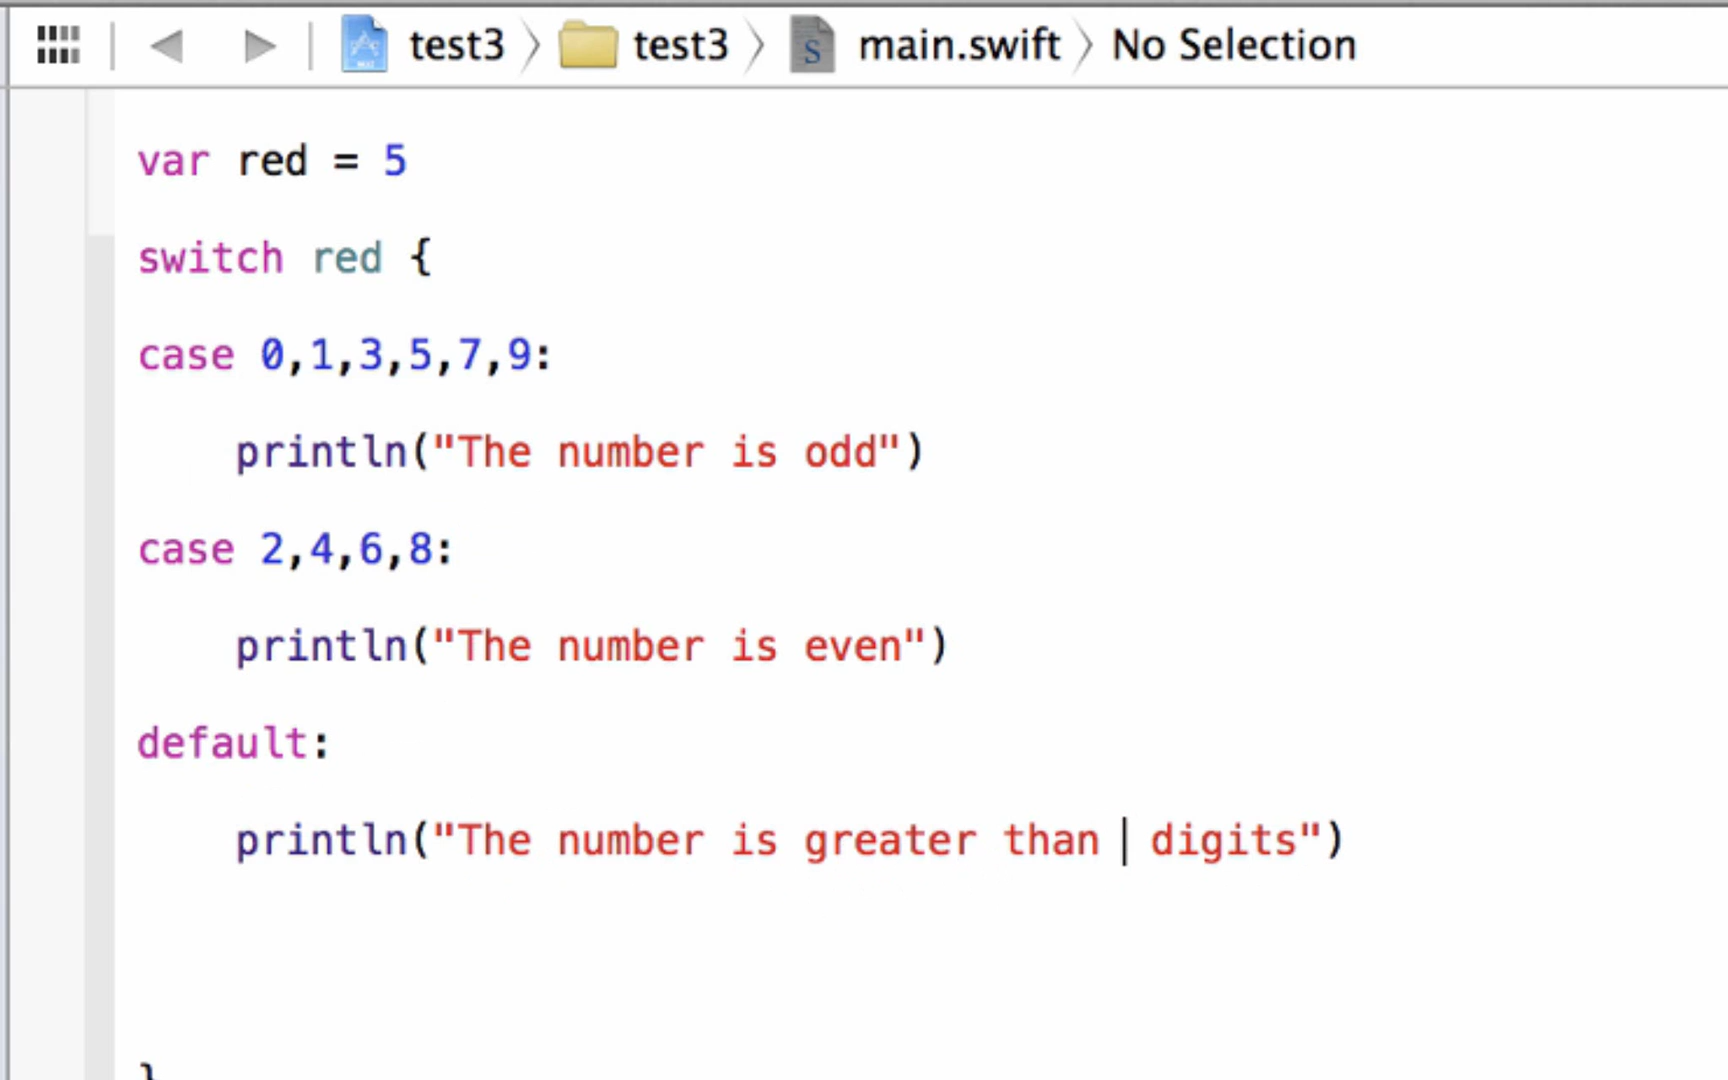 test3 test3 main.swift No Selection
var red = 5
switch red {
case 0,1,3,5,7,9:
println("The number is odd")
case 2,4,6,8:
println("The number is even")
default:
println("The number is greater than  digits")
}